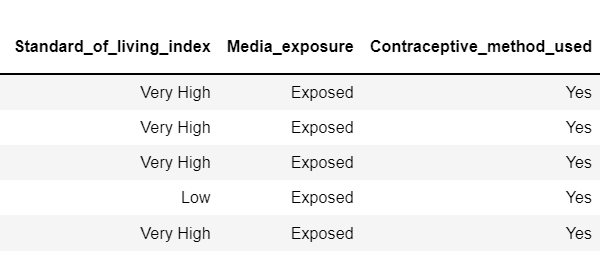 Standard_of_living_index Media_exposure Contraceptive_method_used
Very High Exposed Yes
Very High Exposed Yes
Very High Exposed Yes
Low Exposed Yes
Very High Exposed Yes